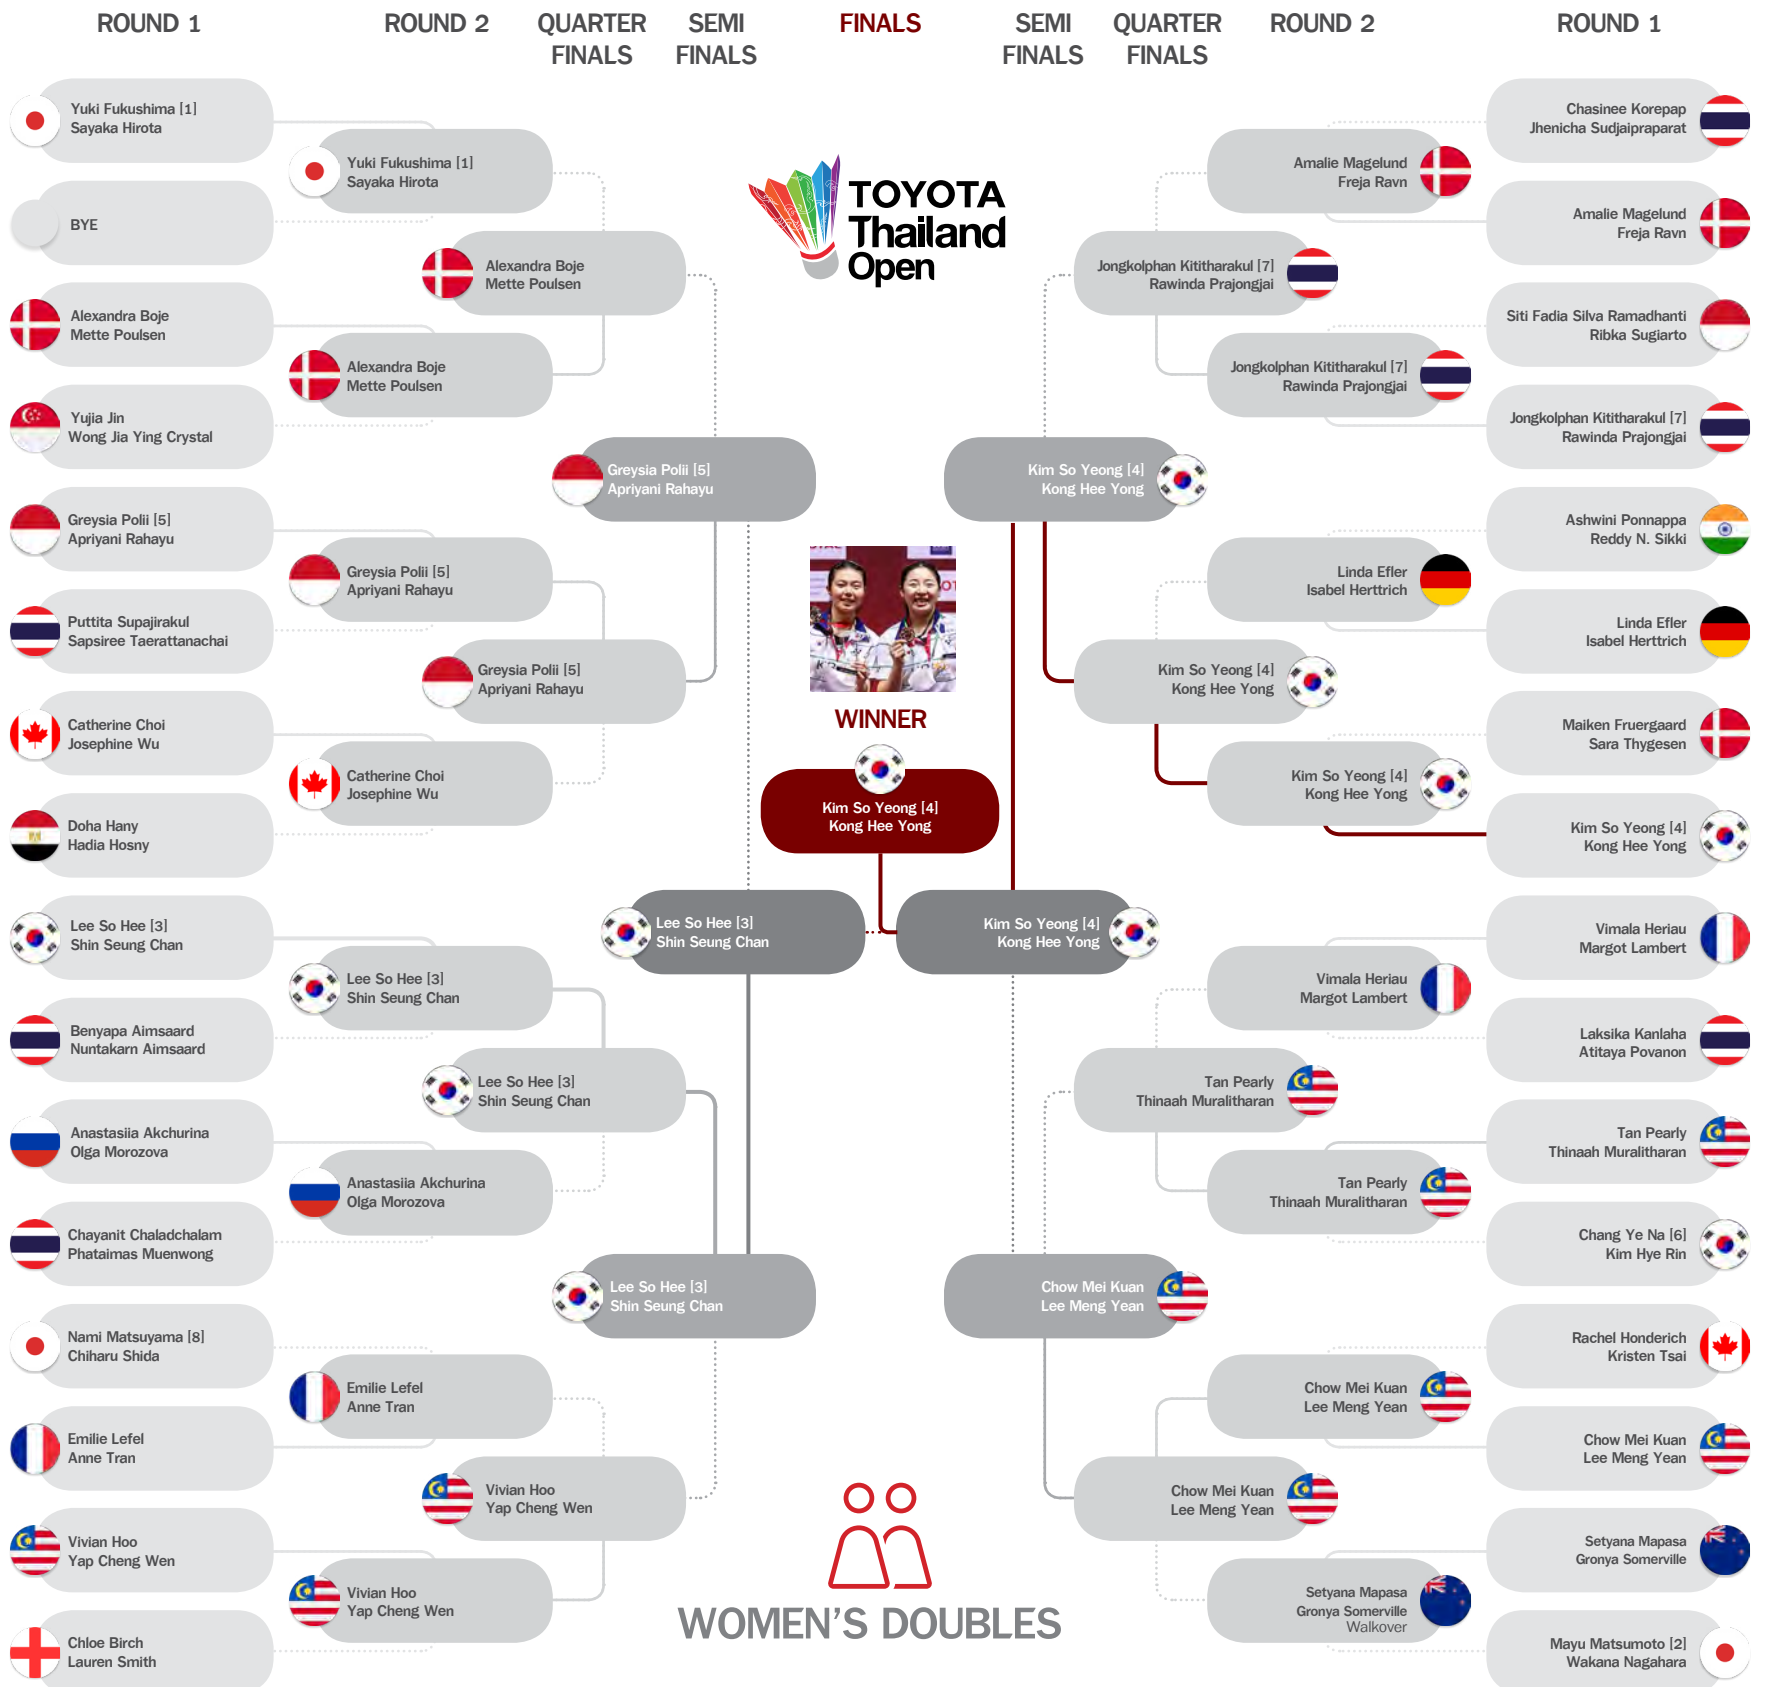 ROUND 1
ROUND 2
QUARTER
FINALS
SEMI
FINALS
FINALS
SEMI
FINALS
QUARTER
FINALS
ROUND 2
ROUND 1
Yuki Fukushima [1]
Sayaka Hirota
BYE
Alexandra Boje
Mette Poulsen
Yujia Jin
Wong Jia Ying Crystal
Greysia Polii [5]
Apriyani Rahayu
Puttita Supajirakul
Sapsiree Taerattanachai
Catherine Choi
Josephine Wu
Doha Hany
Hadia Hosny
Lee So Hee [3]
Shin Seung Chan
Benyapa Aimsaard
Nuntakarn Aimsaard
Anastasiia Akchurina
Olga Morozova
Chayanit Chaladchalam
Phataimas Muenwong
Nami Matsuyama [8]
Chiharu Shida
Emilie Lefel
Anne Tran
Vivian Hoo
Yap Cheng Wen
Chloe Birch
Lauren Smith
Yuki Fukushima [1]
Sayaka Hirota
Alexandra Boje
Mette Poulsen
Greysia Polii [5]
Apriyani Rahayu
Catherine Choi
Josephine Wu
Lee So Hee [3]
Shin Seung Chan
Anastasiia Akchurina
Olga Morozova
Emilie Lefel
Anne Tran
Vivian Hoo
Yap Cheng Wen
Alexandra Boje
Mette Poulsen
Greysia Polii [5]
Apriyani Rahayu
Lee So Hee [3]
Shin Seung Chan
Vivian Hoo
Yap Cheng Wen
Greysia Polii [5]
Apriyani Rahayu
Lee So Hee [3]
Shin Seung Chan
Lee So Hee [3]
Shin Seung Chan
TOYOTA
Thailand
Open
WINNER
Kim So Yeong [4]
Kong Hee Yong
Kim So Yeong [4]
Kong Hee Yong
Kim So Yeong [4]
Kong Hee Yong
Chow Mei Kuan
Lee Meng Yean
Jongkolphan Kititharakul [7]
Rawinda Prajongjai
Kim So Yeong [4]
Kong Hee Yong
Tan Pearly
Thinaah Muralitharan
Chow Mei Kuan
Lee Meng Yean
Amalie Magelund
Freja Ravn
Jongkolphan Kititharakul [7]
Rawinda Prajongjai
Linda Efler
Isabel Herttrich
Kim So Yeong [4]
Kong Hee Yong
Vimala Heriau
Margot Lambert
Tan Pearly
Thinaah Muralitharan
Chow Mei Kuan
Lee Meng Yean
Setyana Mapasa
Gronya Somerville
Walkover
Chasinee Korepap
Jhenicha Sudjaipraparat
Amalie Magelund
Freja Ravn
Siti Fadia Silva Ramadhanti
Ribka Sugiarto
Jongkolphan Kititharakul [7]
Rawinda Prajongjai
Ashwini Ponnappa
Reddy N. Sikki
Linda Efler
Isabel Herttrich
Maiken Fruergaard
Sara Thygesen
Kim So Yeong [4]
Kong Hee Yong
Vimala Heriau
Margot Lambert
Laksika Kanlaha
Atitaya Povanon
Tan Pearly
Thinaah Muralitharan
Chang Ye Na [6]
Kim Hye Rin
Rachel Honderich
Kristen Tsai
Chow Mei Kuan
Lee Meng Yean
Setyana Mapasa
Gronya Somerville
Mayu Matsumoto [2]
Wakana Nagahara
WOMEN'S DOUBLES